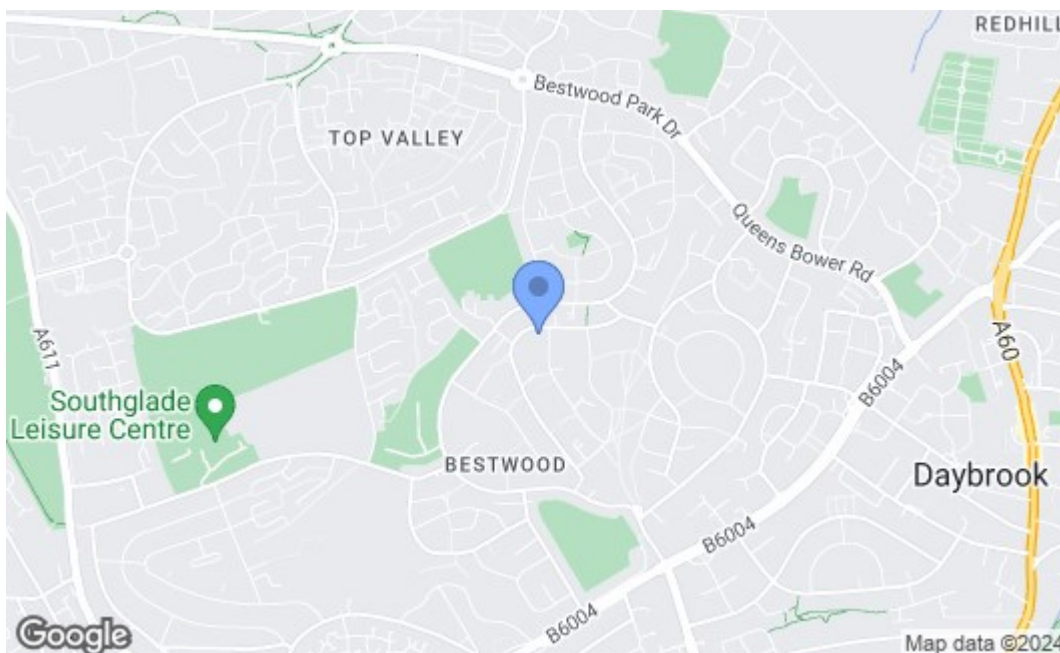 REDHILL
Bestwood Park Dr
TOP VALLEY
Queens Bower Rd
A611
A60
B6004
Southglade
Leisure Centre
BESTWOOD
Daybrook
B6004
B6004
Google
Map data ©2024